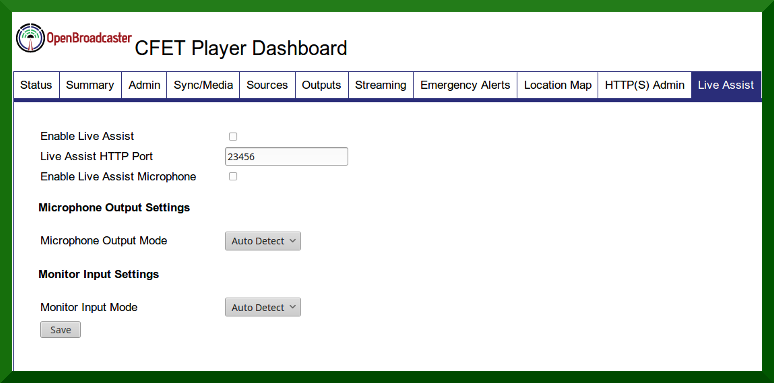 OpenBroadcaster CFET Player Dashboard
Status Summary Admin Sync/Media Sources Outputs Streaming Emergency Alerts Location Map HTTP(S) Admin Live Assist
Enable Live Assist
Live Assist HTTP Port 23456
Enable Live Assist Microphone
Microphone Output Settings
Microphone Output Mode Auto Detect
Monitor Input Settings
Monitor Input Mode Auto Detect
Save